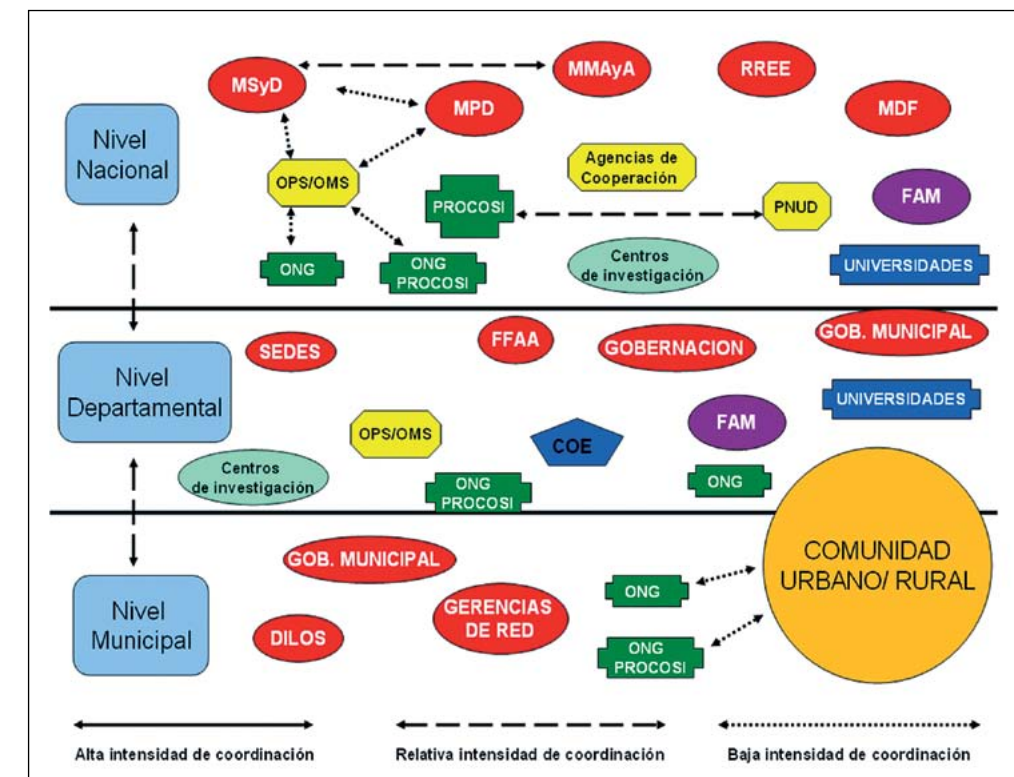 MSyD
MMAyA
RREE
MPD
MDF
Nivel
Nacional
OPS/OMS
Agencias de
Cooperación
PROCOSI
PNUD
FAM
ONG
ONG
PROCOSI
Centros
de investigación
UNIVERSIDADES
SEDES
FFAA
GOBERNACION
GOB. MUNICIPAL
Nivel
Departamental
UNIVERSIDADES
OPS/OMS
COE
FAM
Centros
de investigación
ONG
PROCOSI
ONG
GOB. MUNICIPAL
COMUNIDAD
URBANO/ RURAL
Nivel
Municipal
DILOS
GERENCIAS
DE RED
ONG
ONG
PROCOSI
Alta intensidad de coordinación
Relativa intensidad de coordinación
Baja intensidad de coordinación